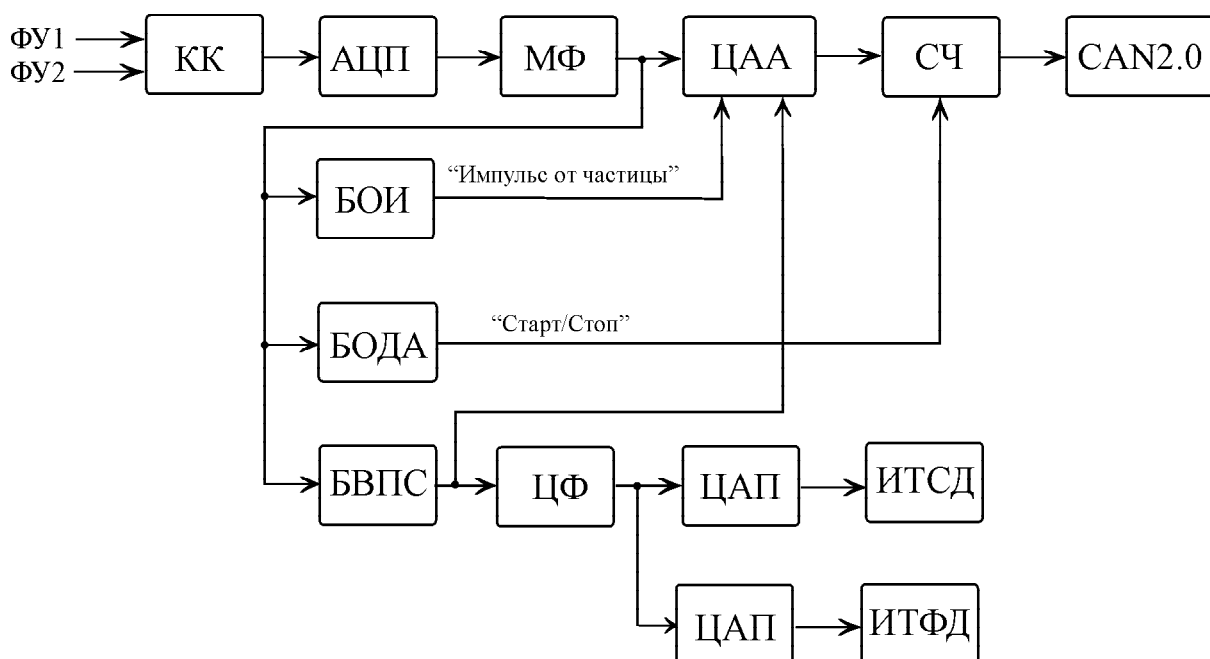 ФУ1
ФУ2
КК
АЦП
МФ
ЦАА
СЧ
CAN2.0
БОИ
“Импульс от частицы”
БОДА
“Старт/Стоп”
БВПС
ЦФ
ЦАП
ИТСД
ЦАП
ИТФД